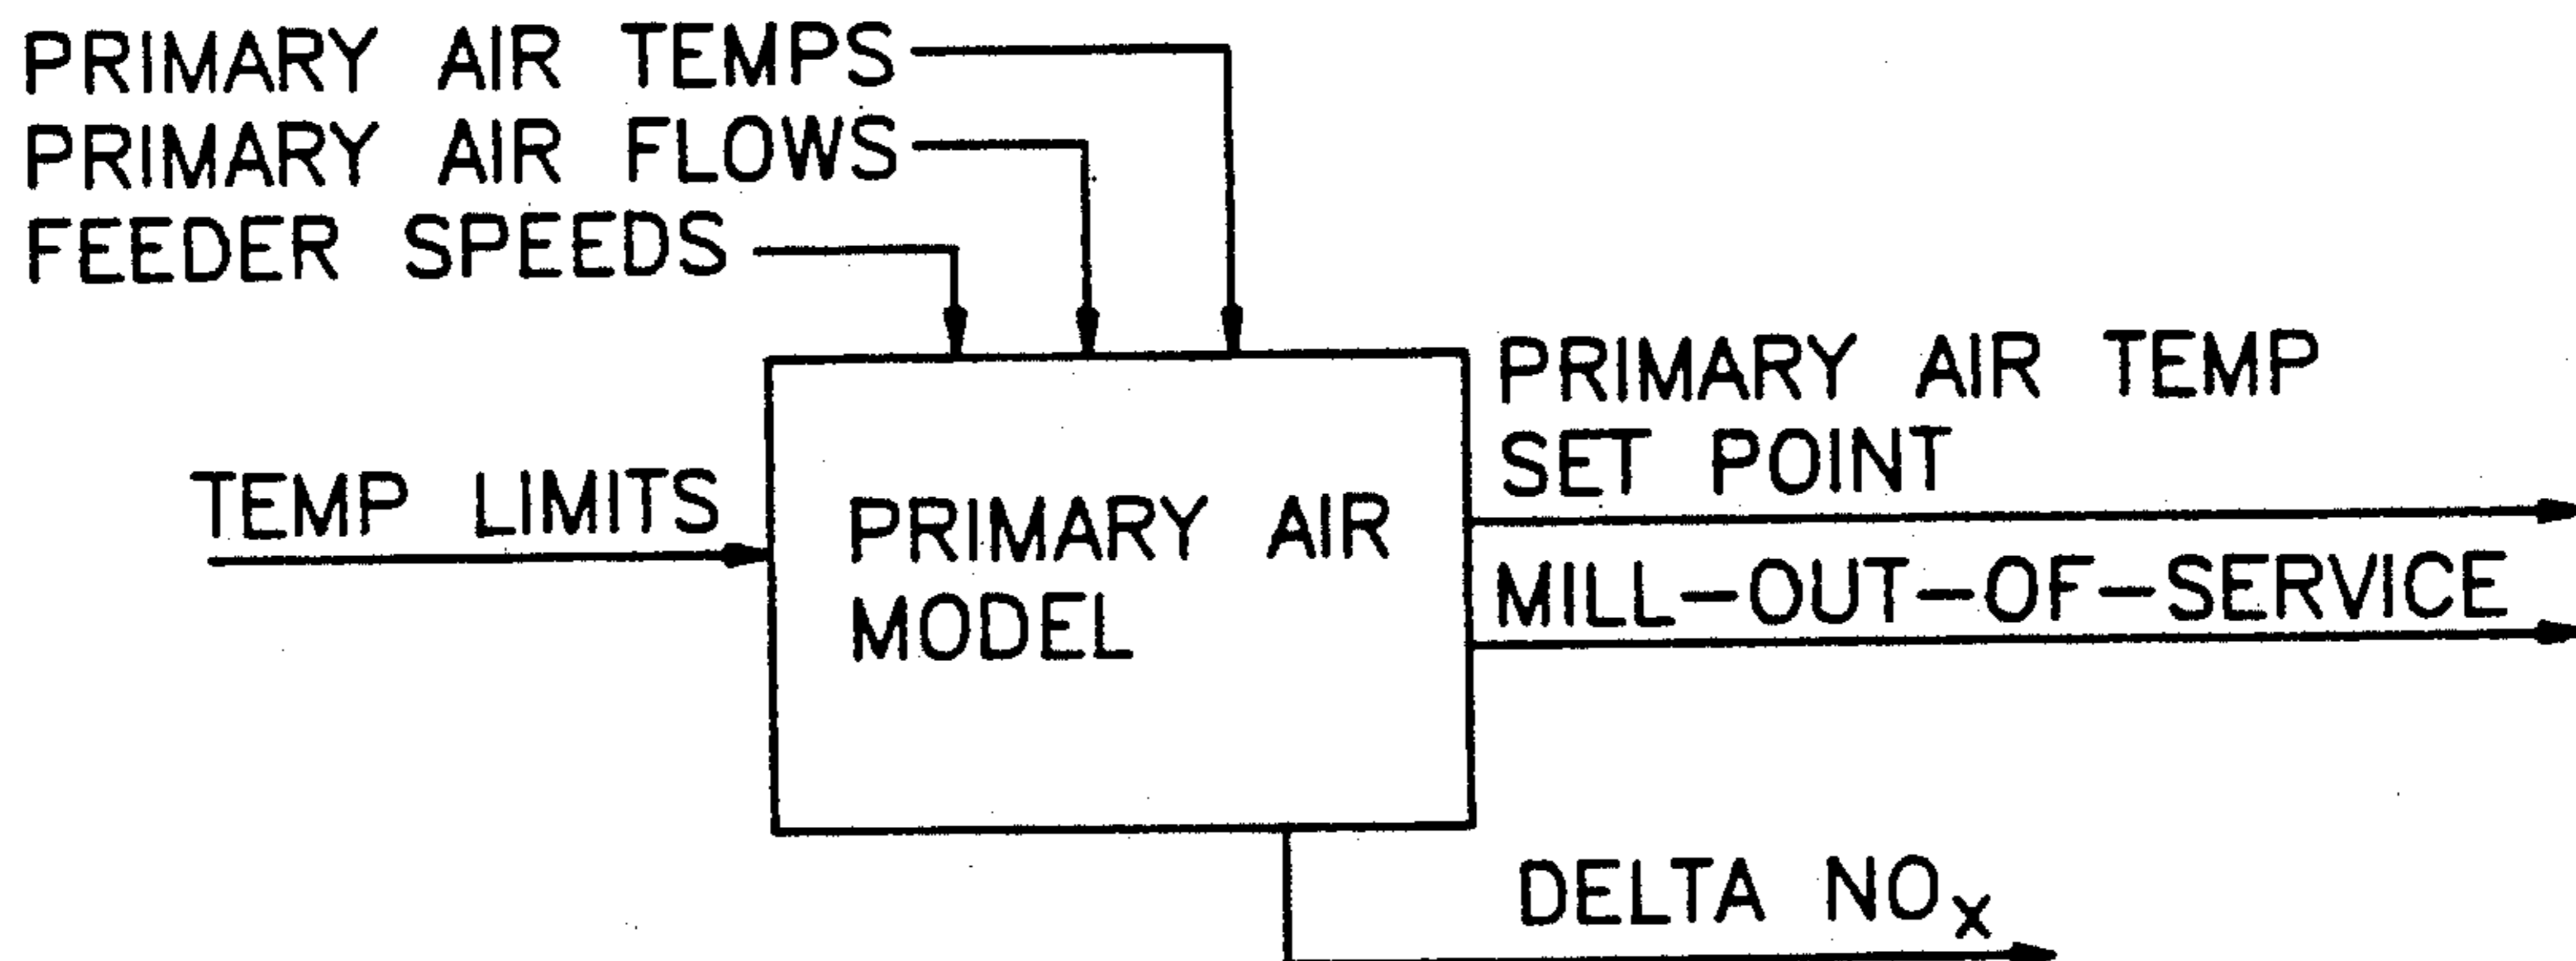 PRIMARY AIR TEMPS
PRIMARY AIR FLOWS
FEEDER SPEEDS
TEMP LIMITS
PRIMARY AIR
MODEL
PRIMARY AIR TEMP
SET POINT
MILL-OUT-OF-SERVICE
DELTA NOx